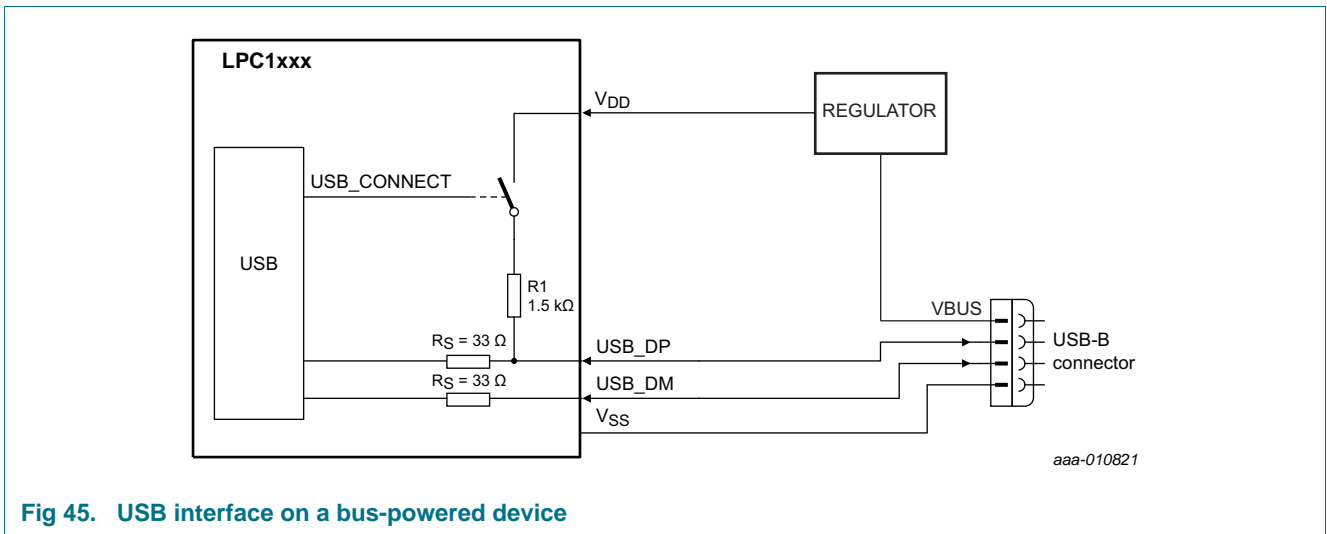 LPC1xxx
VDD
REGULATOR
USB_CONNECT
USB
R1
1.5 kΩ
VBUS
RS = 33 Ω
USB_DP
USB-B
connector
RS = 33 Ω
USB_DM
VSS
aaa-010821
Fig 45. USB interface on a bus-powered device